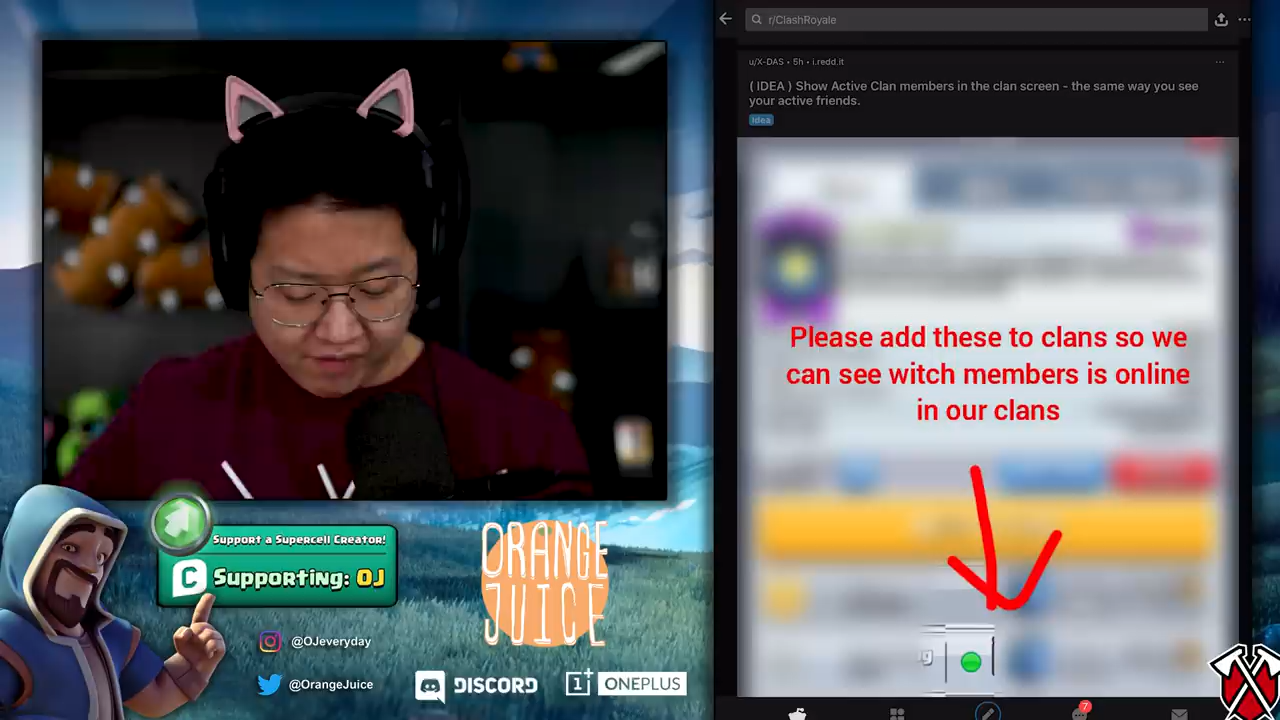 r/ClashRoyale
u/X-DAS • 5h • i.redd.it
( IDEA ) Show Active Clan members in the clan screen - the same way you see
your active friends.
Idea
Please add these to clans so we
can see witch members is online
in our clans
g
7
Support a Supercell Creator!
C Supporting: OJ
@OJeveryday
@OrangeJuice
ORANGE
JUICE
DISCORD
1+ ONEPLUS